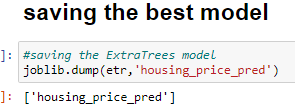 saving the best model
]: #saving the ExtraTrees model
joblib.dump(etr,'housing_price_pred')
]: ['housing_price_pred']